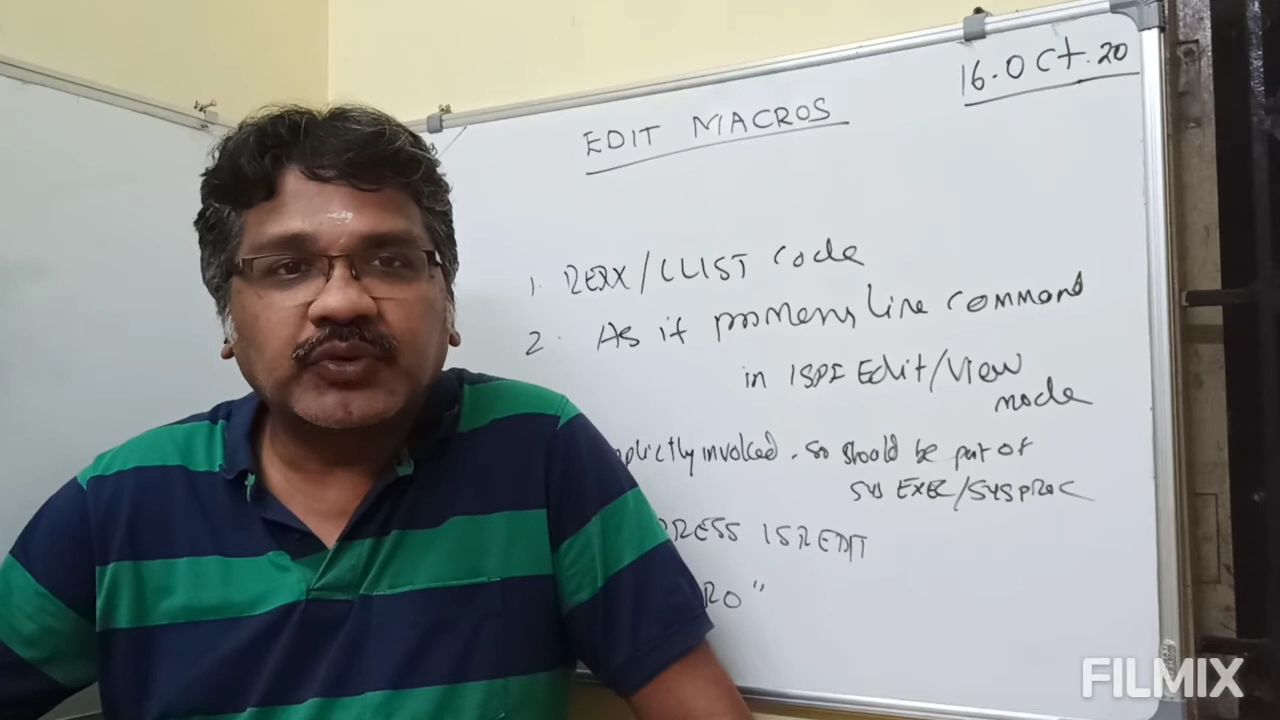 16.Oct.20
EDIT MACROS
1. REXX/CLIST code
2. As if primary line command
in ISPF Edit/View
mode
plicitly invoked. so should be part of
SYSEXEC/SYSPROC
RESS ISREDIT
RO"
FILMIX